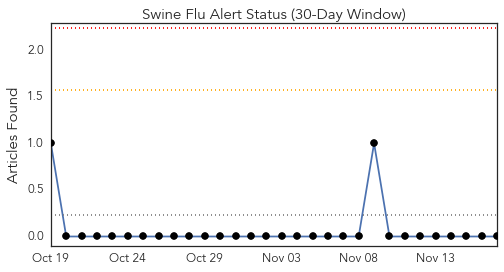 Swine Flu Alert Status (30-Day Window)
Articles Found
2.0
1.5
1.0
0.5
0.0
Oct 19 Oct 24 Oct 29 Nov 03 Nov 08 Nov 13